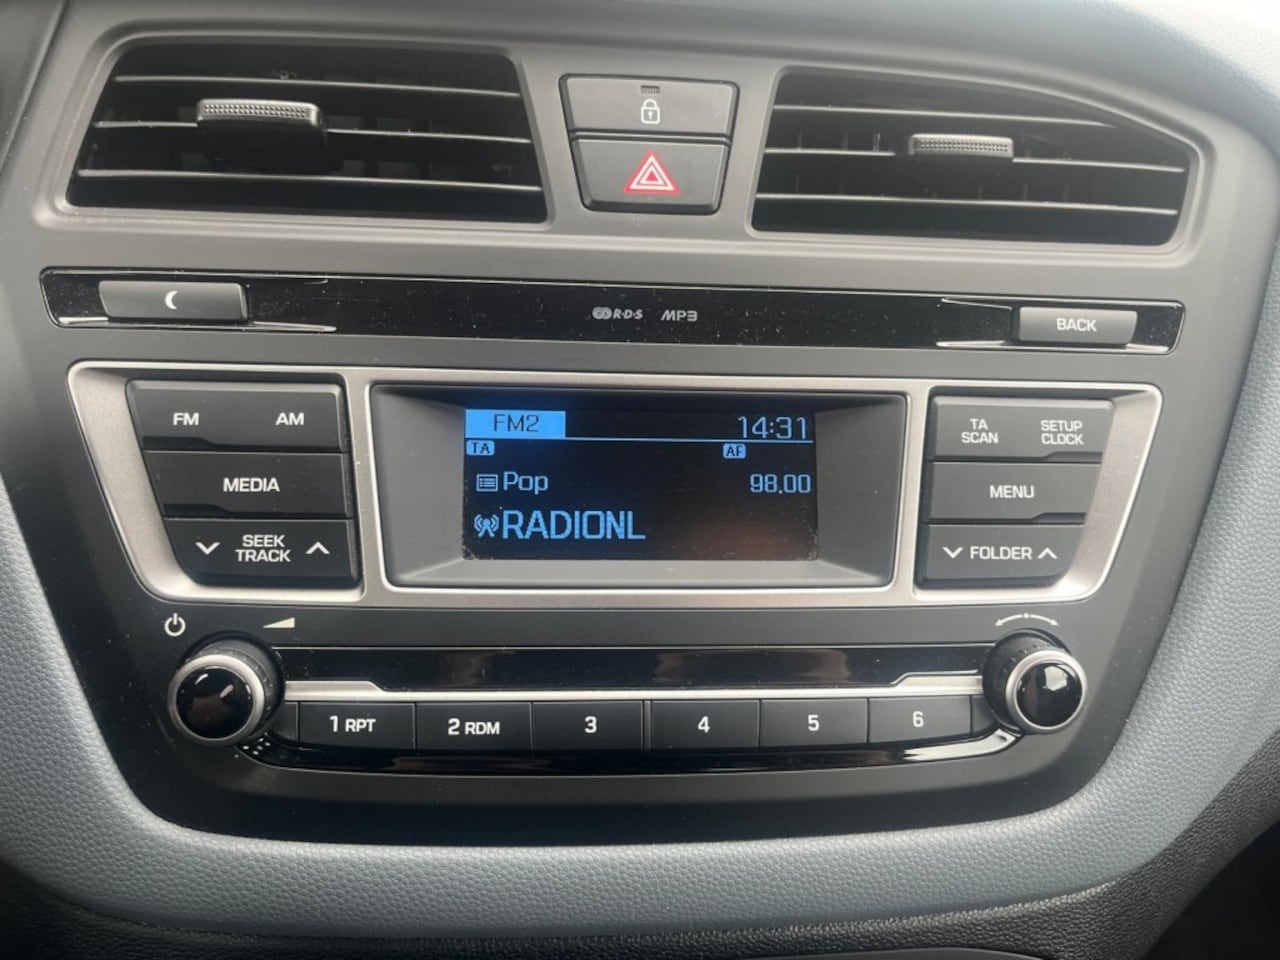 R·D·S MP3
BACK
FM AM
MEDIA
SEEK
TRACK
FM2 14:31
TA AF
Pop 98.00
RADIONL
TA
SCAN
SETUP
CLOCK
MENU
FOLDER
1 RPT 2 RDM 3 4 5 6